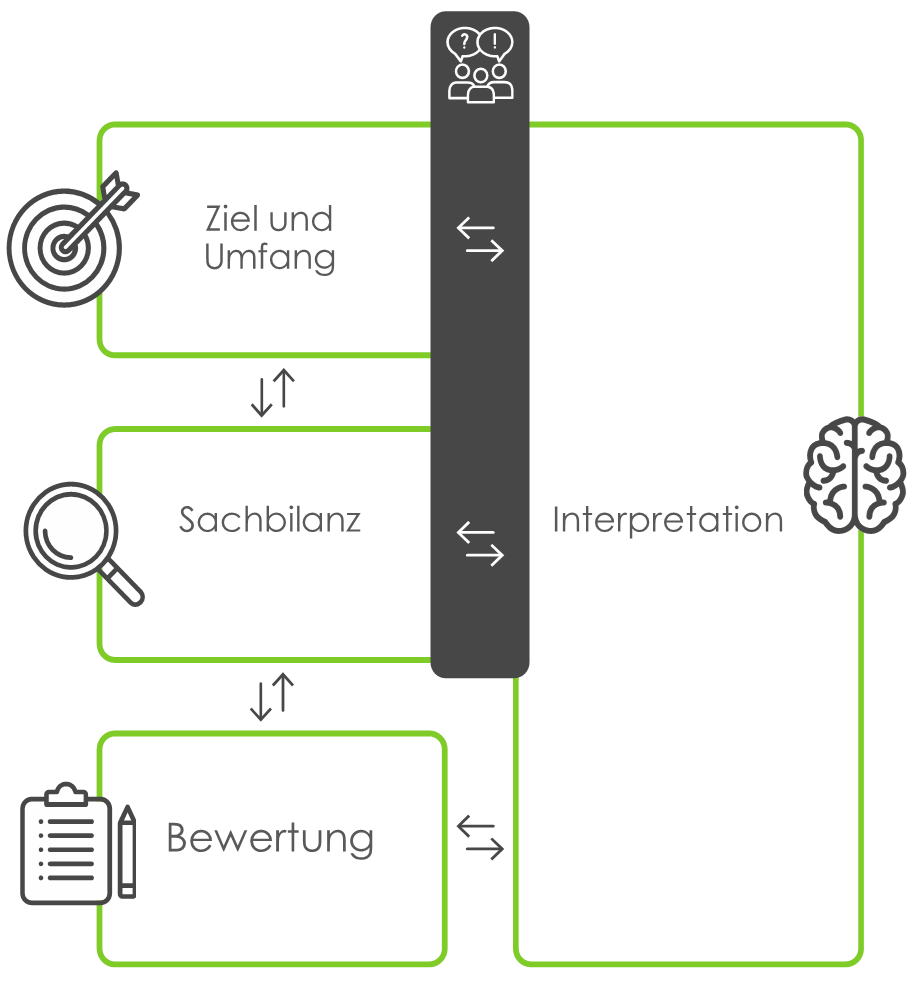 ? !
Ziel und
Umfang
Sachbilanz
Interpretation
Bewertung